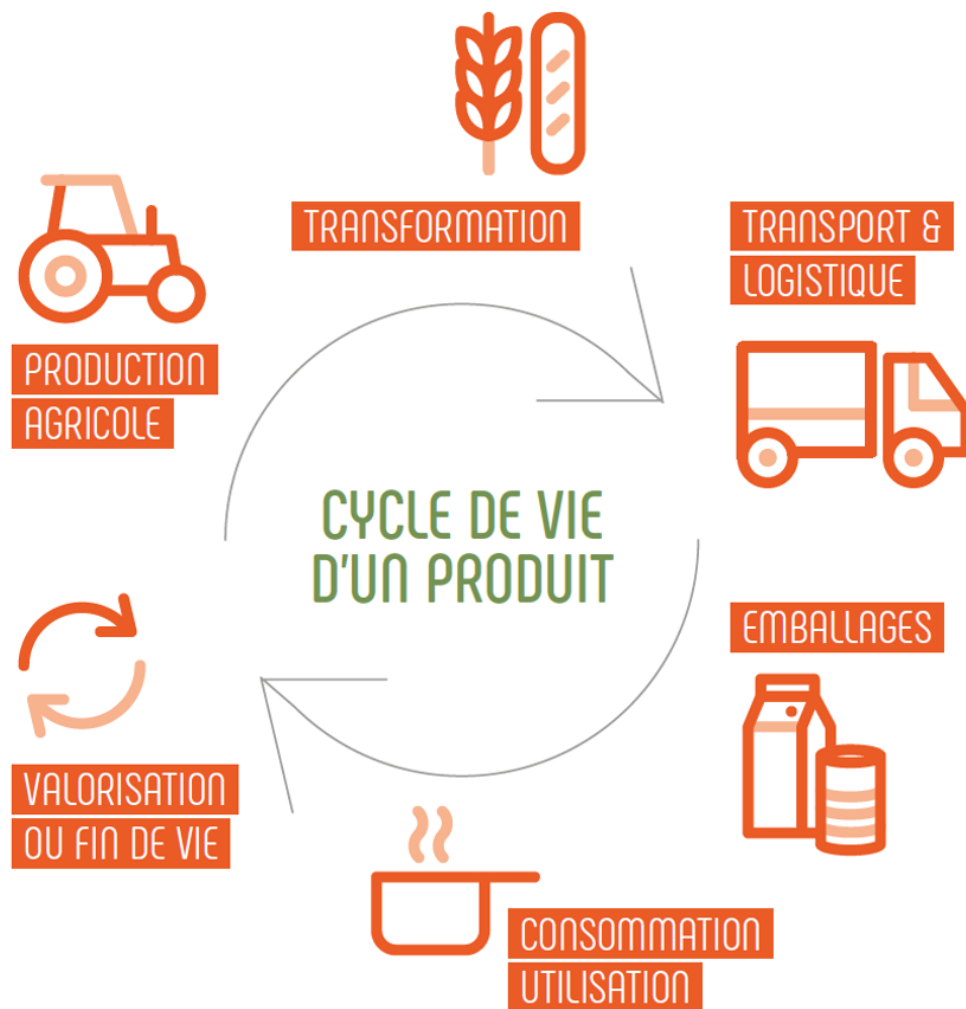 TRANSFORMATION
TRANSPORT &
LOGISTIQUE
PRODUCTION
AGRICOLE
CYCLE DE VIE
D'UN PRODUIT
EMBALLAGES
VALORISATION
OU FIN DE VIE
CONSOMMATION
UTILISATION